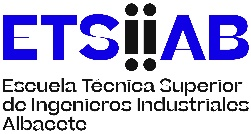 ETSIIAB
Escuela Técnica Superior
de Ingenieros Industriales
Albacete